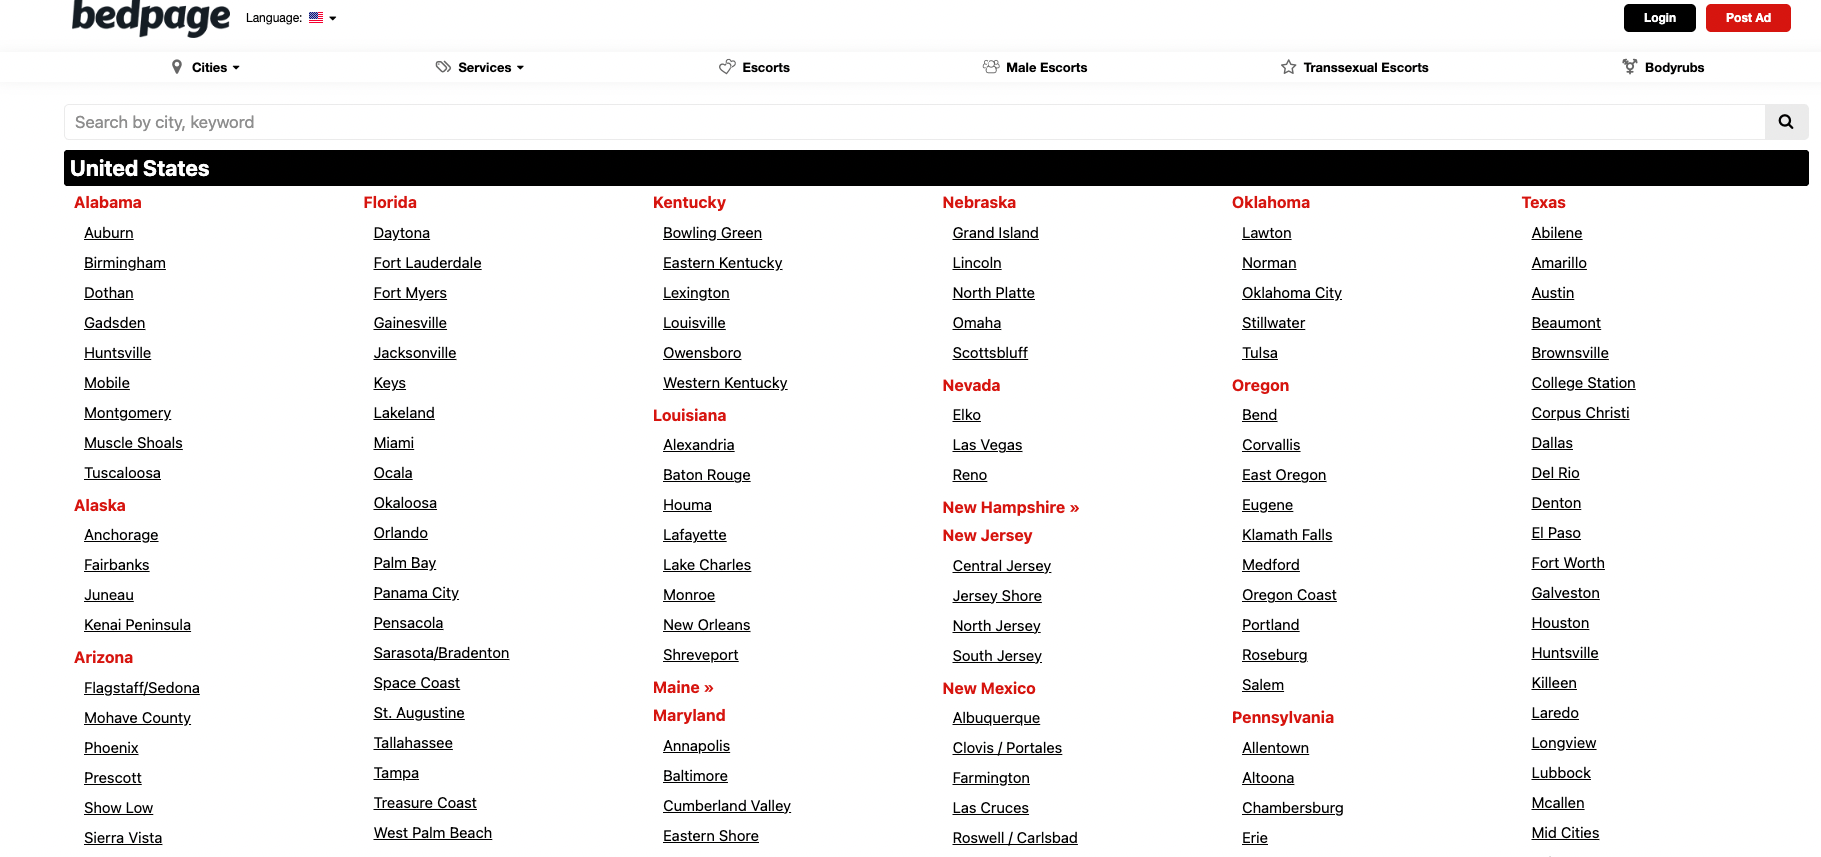 bedpage
Language:
Login
Post Ad
Cities
Services
Escorts
Male Escorts
Transsexual Escorts
Bodyrubs
Search by city, keyword
United States
Alabama
Auburn
Birmingham
Dothan
Gadsden
Huntsville
Mobile
Montgomery
Muscle Shoals
Tuscaloosa
Alaska
Anchorage
Fairbanks
Juneau
Kenai Peninsula
Arizona
Flagstaff/Sedona
Mohave County
Phoenix
Prescott
Show Low
Sierra Vista
Florida
Daytona
Fort Lauderdale
Fort Myers
Gainesville
Jacksonville
Keys
Lakeland
Miami
Ocala
Okaloosa
Orlando
Palm Bay
Panama City
Pensacola
Sarasota/Bradenton
Space Coast
St. Augustine
Tallahassee
Tampa
Treasure Coast
West Palm Beach
Kentucky
Bowling Green
Eastern Kentucky
Lexington
Louisville
Owensboro
Western Kentucky
Louisiana
Alexandria
Baton Rouge
Houma
Lafayette
Lake Charles
Monroe
New Orleans
Shreveport
Maine »
Maryland
Annapolis
Baltimore
Cumberland Valley
Eastern Shore
Nebraska
Grand Island
Lincoln
North Platte
Omaha
Scottsbluff
Nevada
Elko
Las Vegas
Reno
New Hampshire »
New Jersey
Central Jersey
Jersey Shore
North Jersey
South Jersey
New Mexico
Albuquerque
Clovis / Portales
Farmington
Las Cruces
Roswell / Carlsbad
Oklahoma
Lawton
Norman
Oklahoma City
Stillwater
Tulsa
Oregon
Bend
Corvallis
East Oregon
Eugene
Klamath Falls
Medford
Oregon Coast
Portland
Roseburg
Salem
Pennsylvania
Allentown
Altoona
Chambersburg
Erie
Texas
Abilene
Amarillo
Austin
Beaumont
Brownsville
College Station
Corpus Christi
Dallas
Del Rio
Denton
El Paso
Fort Worth
Galveston
Houston
Huntsville
Killeen
Laredo
Longview
Lubbock
Mcallen
Mid Cities